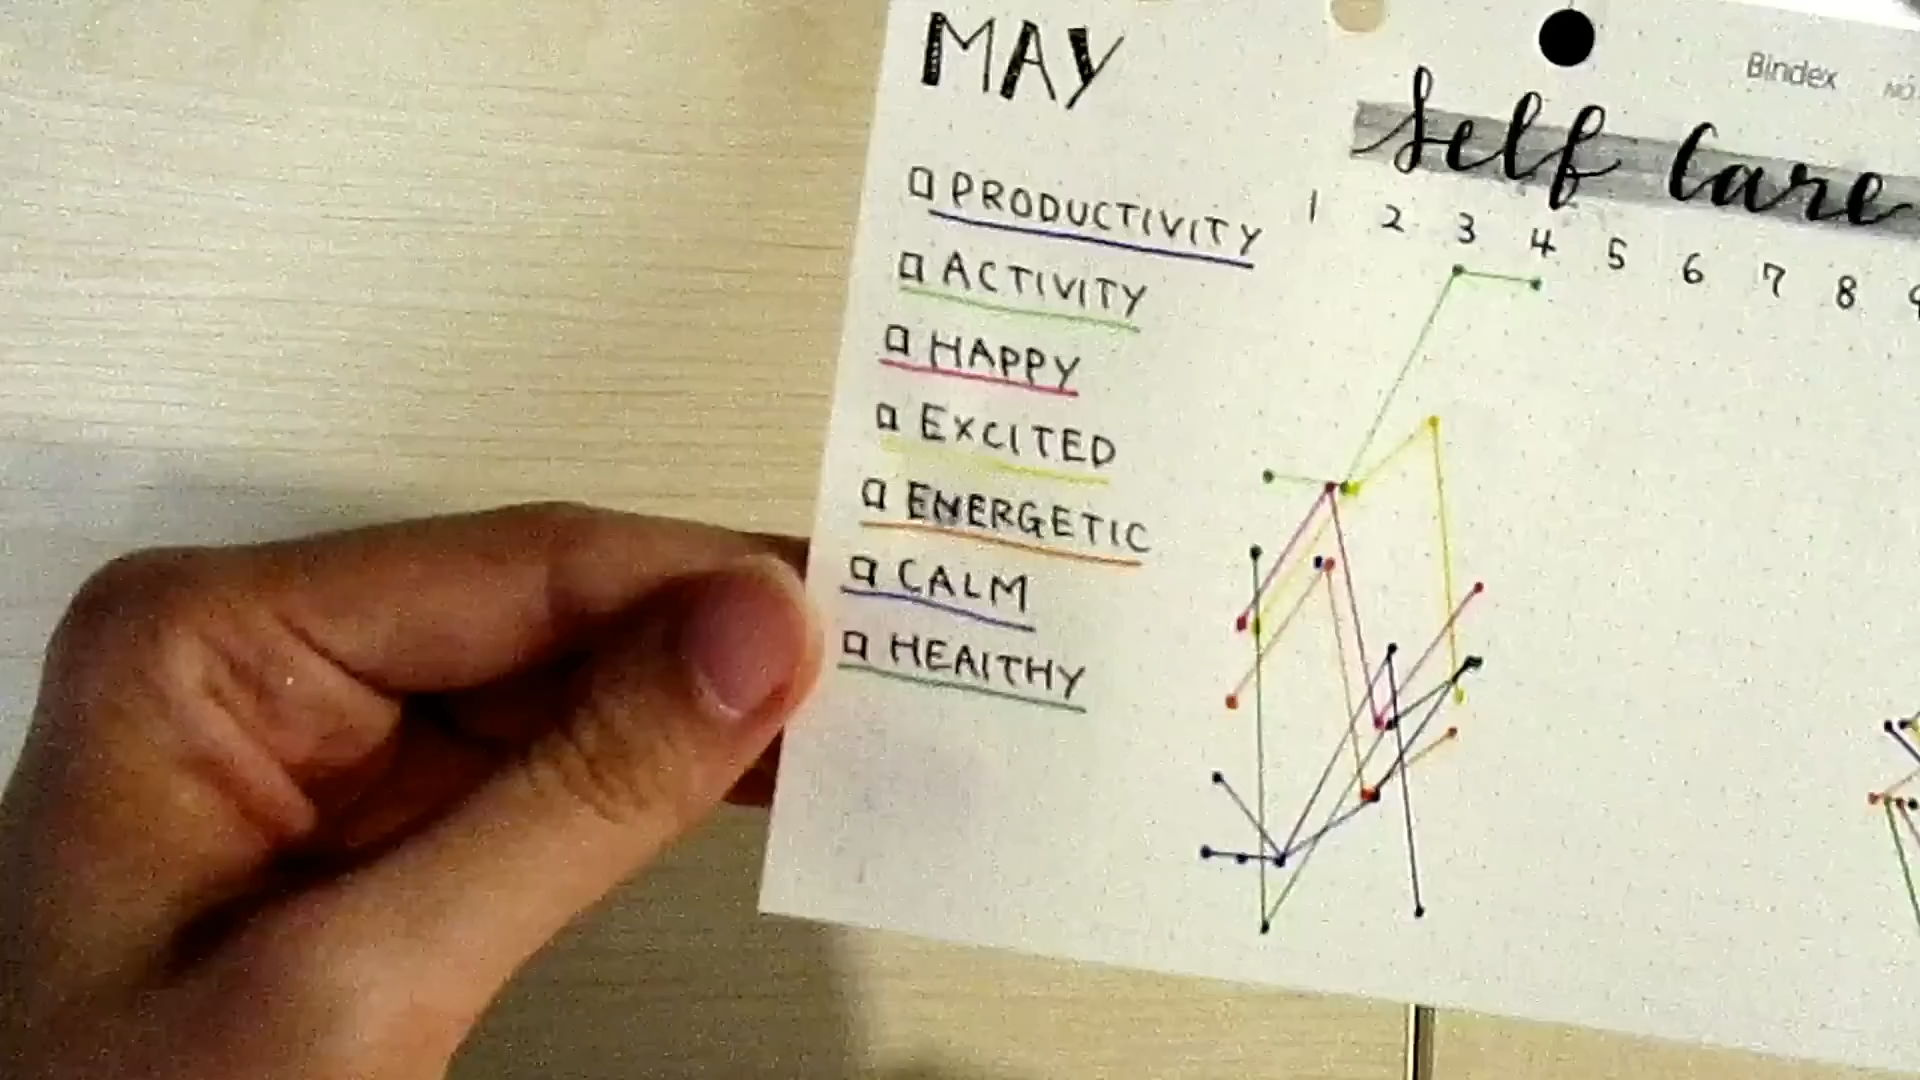 MAY
Bindex NO
Self Care
1 2 3 4 5 6 7 8
PRODUCTIVITY
ACTIVITY
HAPPY
EXCITED
ENERGETIC
CALM
HEALTHY